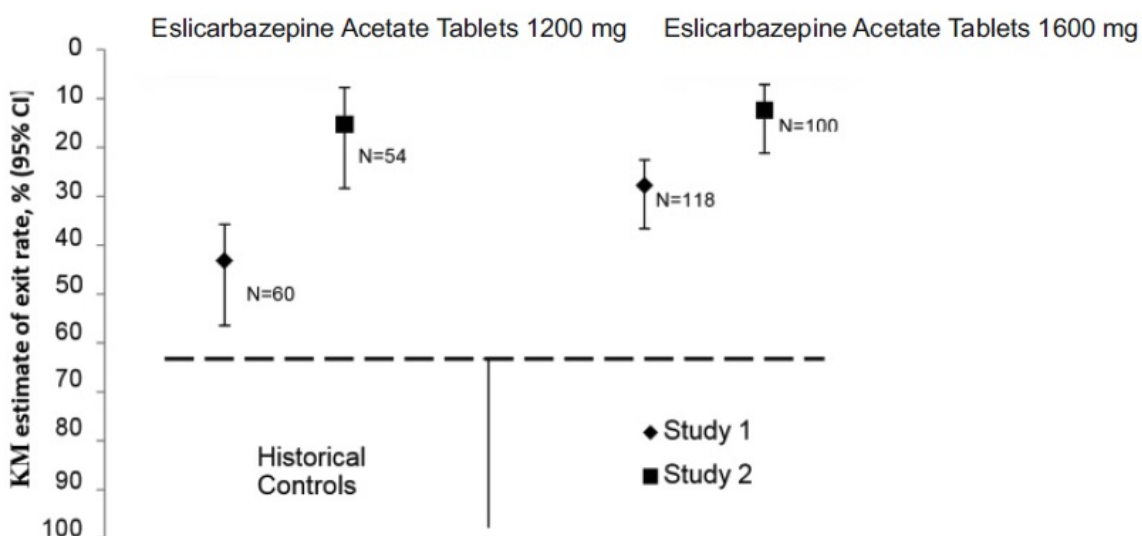 Eslicarbazepine Acetate Tablets 1200 mg
Eslicarbazepine Acetate Tablets 1600 mg
KM estimate of exit rate, % (95% CI)
0
10
20
30
40
50
60
70
80
90
100
N=54
N=60
N=100
N=118
Historical
Controls
Study 1
Study 2